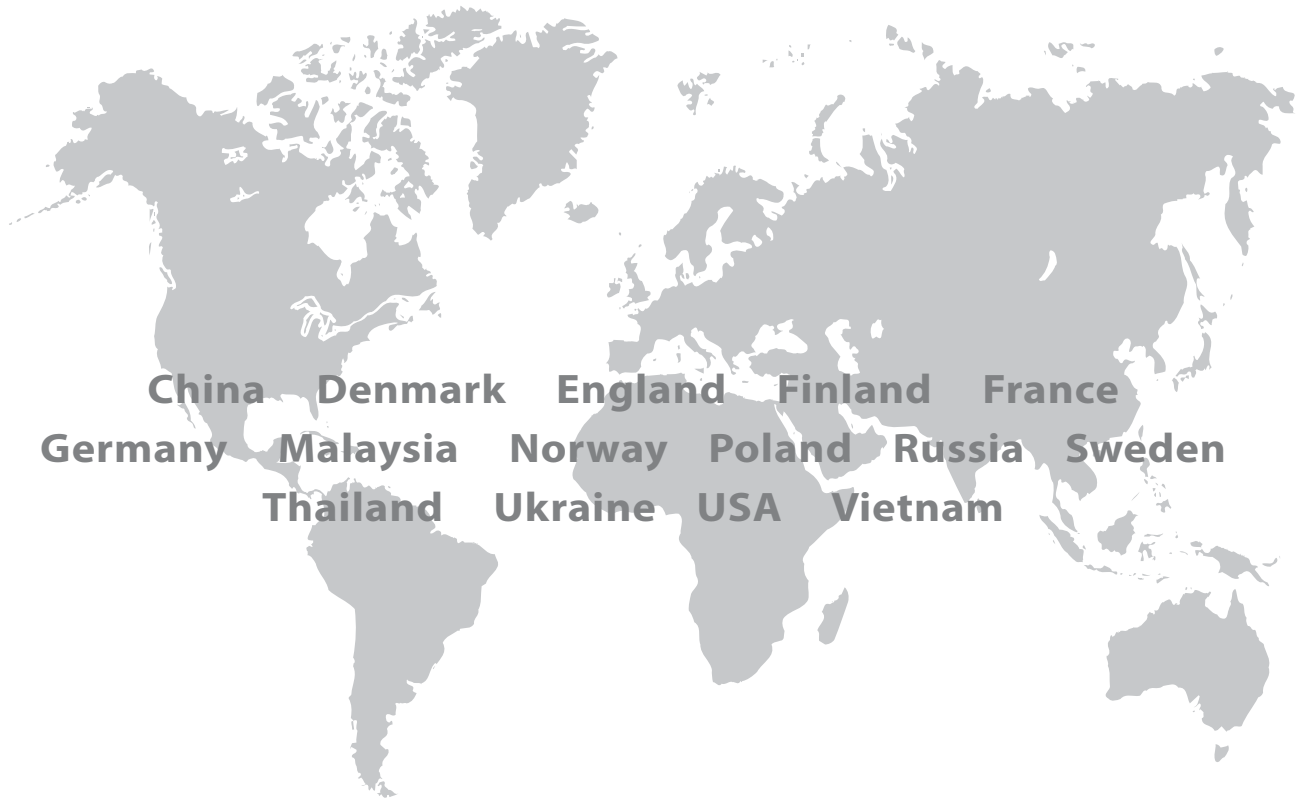 China Denmark England Finland France
Germany Malaysia Norway Poland Russia Sweden
Thailand Ukraine USA Vietnam